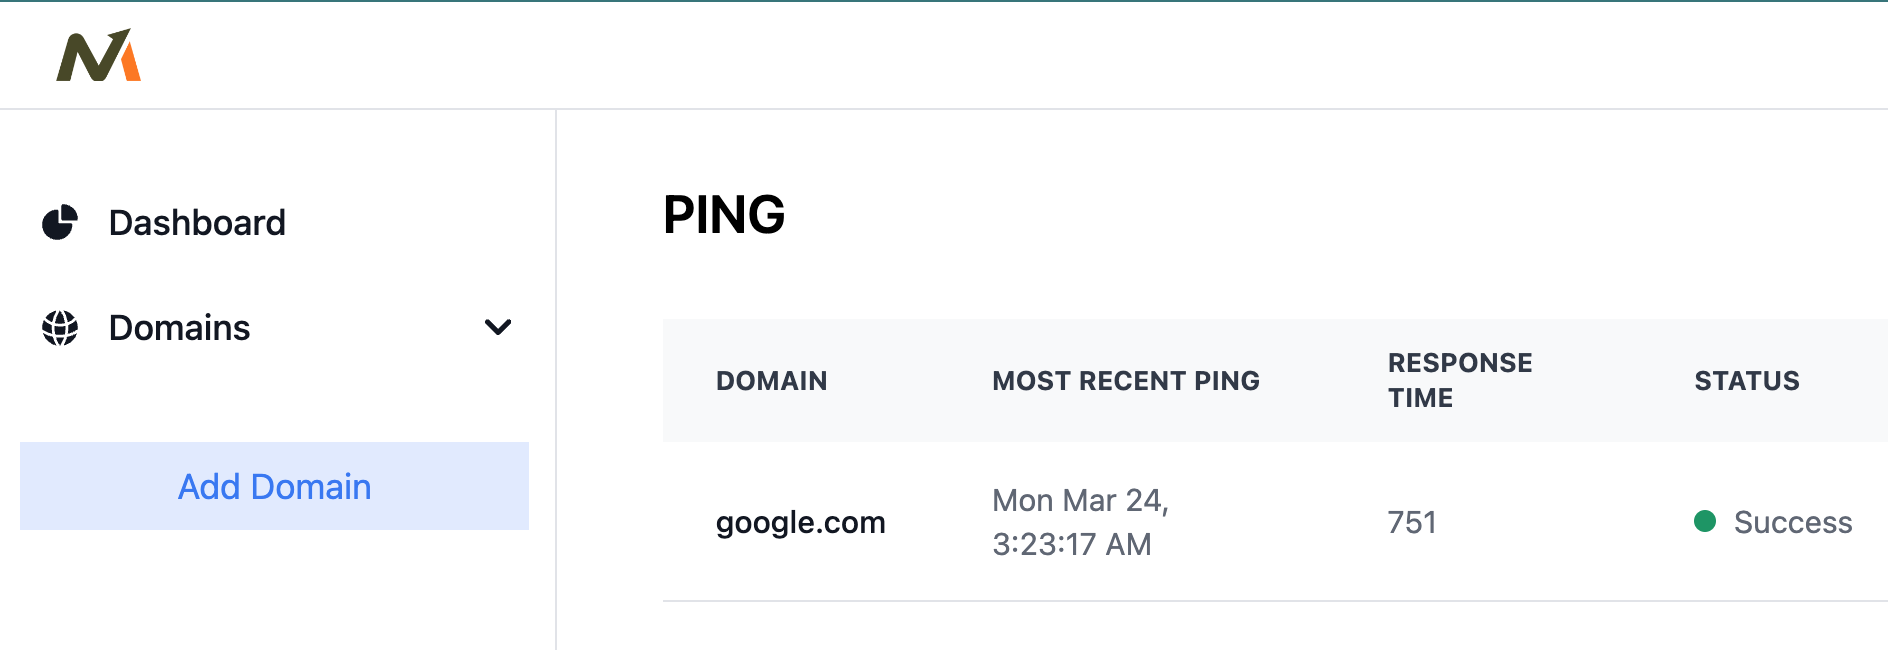 Dashboard
Domains
Add Domain
PING
DOMAIN
MOST RECENT PING
RESPONSE
TIME
STATUS
google.com
Mon Mar 24,
3:23:17 AM
751
Success